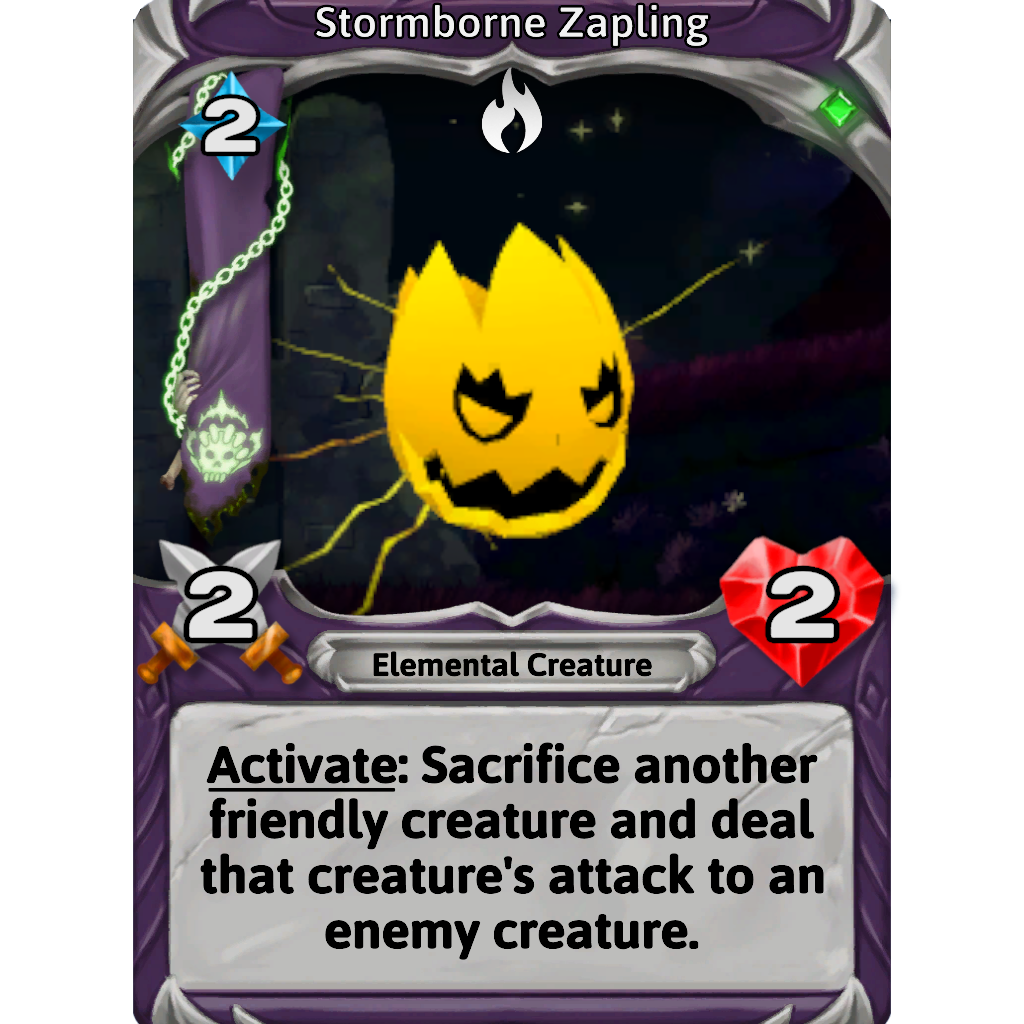 Stormborne Zapling
2
2
2
Elemental Creature
Activate: Sacrifice another
friendly creature and deal
that creature's attack to an
enemy creature.